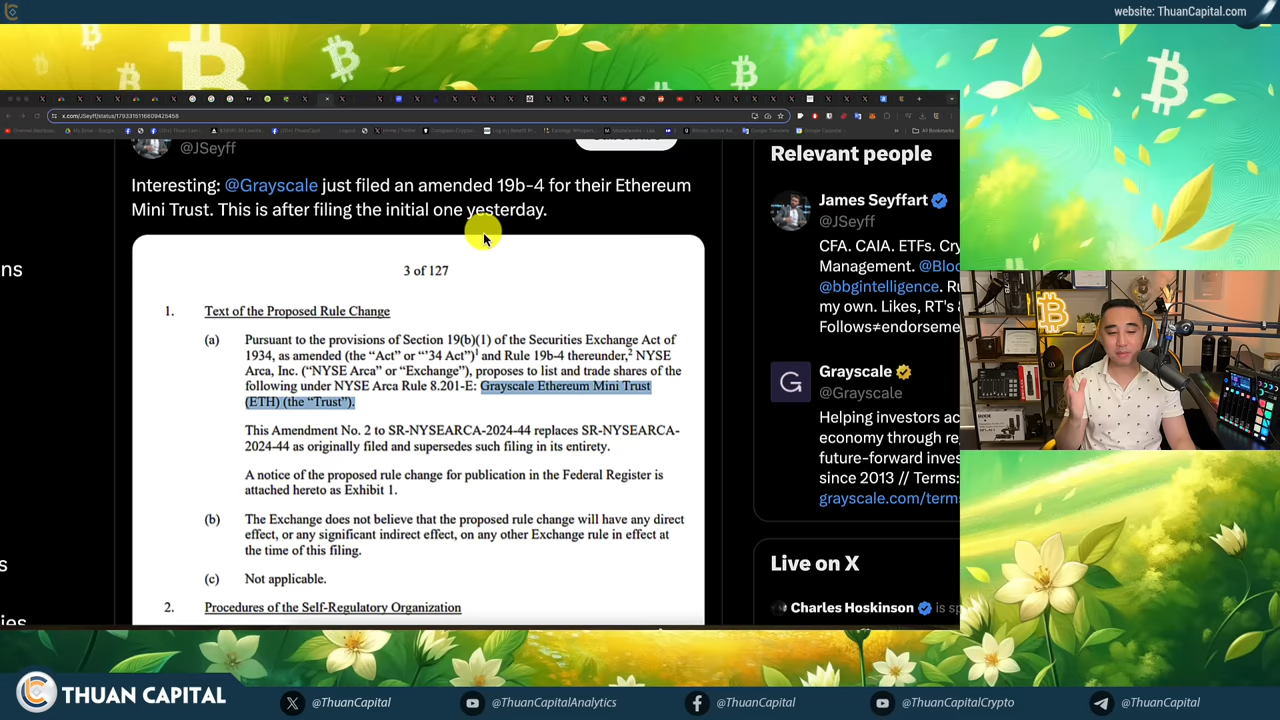 website: ThuanCapital.com
x.com/JSeyff/status/1793315116609425458
All Bookmarks
@JSeyff
Interesting: @Grayscale just filed an amended 19b-4 for their Ethereum
Mini Trust. This is after filing the initial one yesterday.
3 of 127
1. Text of the Proposed Rule Change
(a) Pursuant to the provisions of Section 19(b)(1) of the Securities Exchange Act of
1934, as amended (the “Act” or “’34 Act”)1 and Rule 19b-4 thereunder,2 NYSE
Arca, Inc. (“NYSE Arca” or “Exchange”), proposes to list and trade shares of the
following under NYSE Arca Rule 8.201-E: Grayscale Ethereum Mini Trust
(ETH) (the “Trust”).
This Amendment No. 2 to SR-NYSEARCA-2024-44 replaces SR-NYSEARCA-
2024-44 as originally filed and supersedes such filing in its entirety.
A notice of the proposed rule change for publication in the Federal Register is
attached hereto as Exhibit 1.
(b) The Exchange does not believe that the proposed rule change will have any direct
effect, or any significant indirect effect, on any other Exchange rule in effect at
the time of this filing.
(c) Not applicable.
2. Procedures of the Self-Regulatory Organization
ns
s
ies
Relevant people
James Seyffart
@JSeyff
CFA. CAIA. ETFs. Cry
Management. @Bloo
@bbgintelligence. Ru
my own. Likes, RT's &
Follows≠endorseme
Grayscale
@Grayscale
Helping investors ac
economy through re
future-forward inves
since 2013 // Terms:
grayscale.com/terms
Live on X
Charles Hoskinson is sp
THUAN CAPITAL
@ThuanCapital
@ThuanCapitalAnalytics
@ThuanCapital
@ThuanCapitalCrypto
@ThuanCapital